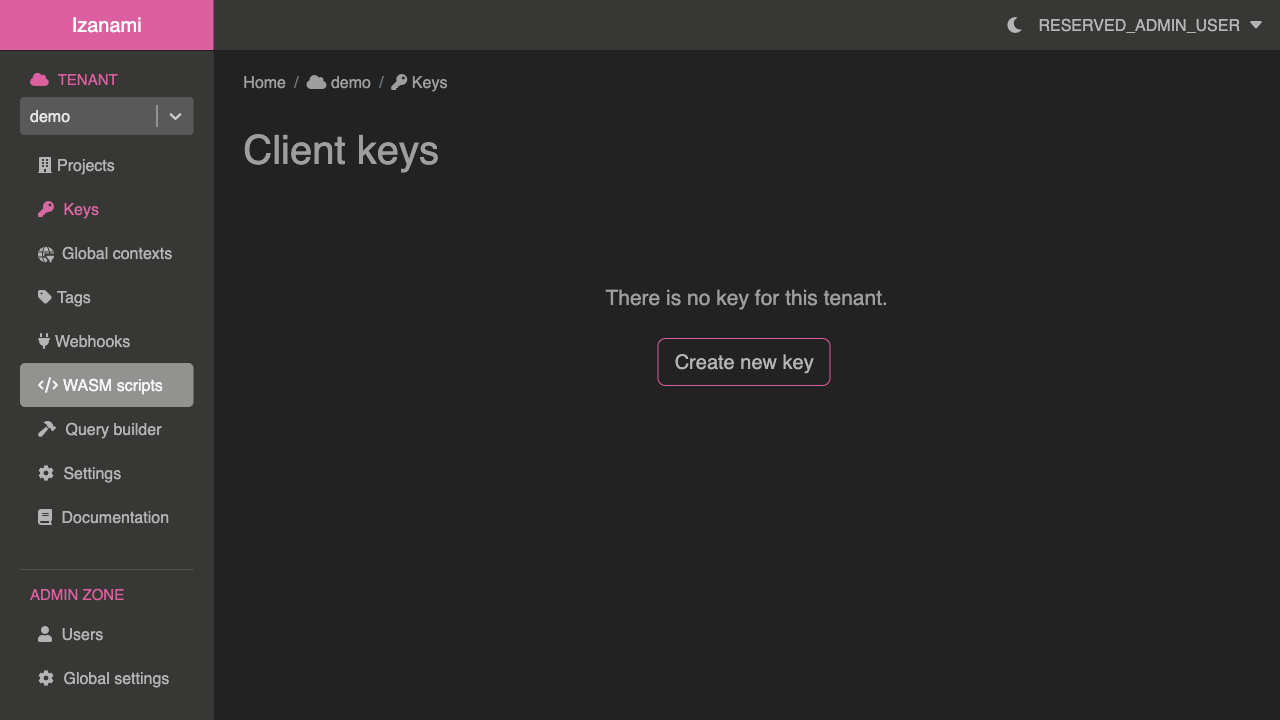 Izanami
RESERVED_ADMIN_USER
TENANT
demo
Projects
Keys
Global contexts
Tags
Webhooks
WASM scripts
Query builder
Settings
Documentation
ADMIN ZONE
Users
Global settings
Home / demo / Keys
Client keys
There is no key for this tenant.
Create new key